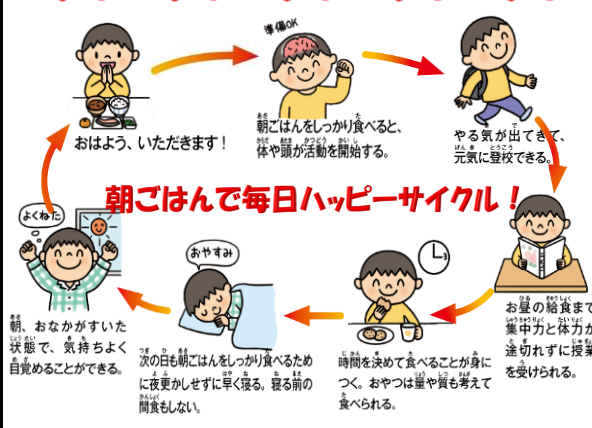 準備OK
おはよう、いただきます！
朝ごはんをしっかり食べると、
体や頭が活動を開始する。
やる気が出てきて、
元気に登校できる。
朝ごはんで毎日ハッピーサイクル！
よくねた
おやすみ
朝、おなかがすいた
状態で、気持ちよく
目覚めることができる。
次の日も朝ごはんをしっかり食べるため
に夜更かしせずに早く寝る。寝る前の
間食もしない。
3
時間を決めて食べることが身に
つく。おやつは量や質も考えて
食べられる。
お昼の給食まで
集中力と体力が
途切れずに授業
を受けられる。